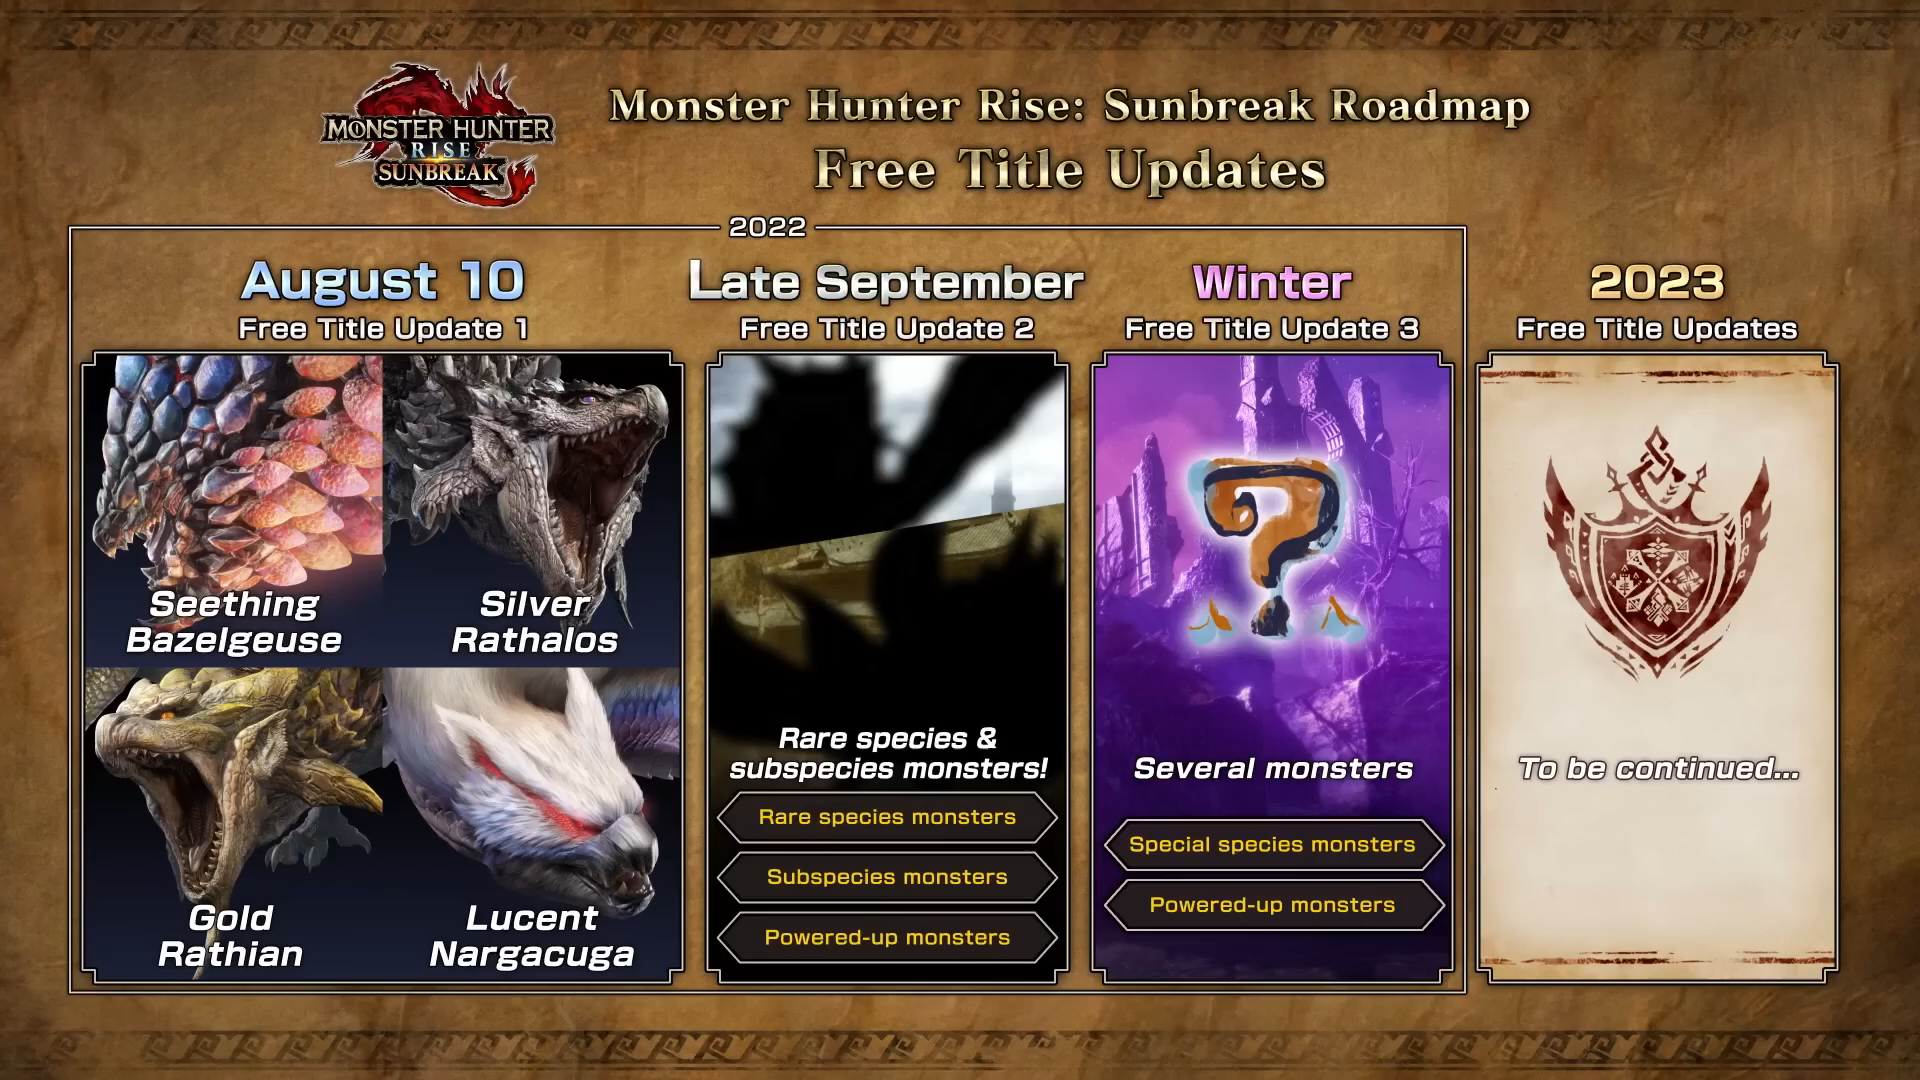 MONSTER HUNTER
RISE
SUNBREAK
Monster Hunter Rise: Sunbreak Roadmap
Free Title Updates
2022
August 10
Free Title Update 1
Seething
Bazelgeuse
Silver
Rathalos
Gold
Rathian
Lucent
Nargacuga
Late September
Free Title Update 2
Rare species &
subspecies monsters!
Rare species monsters
Subspecies monsters
Powered-up monsters
Winter
Free Title Update 3
?
Several monsters
Special species monsters
Powered-up monsters
2023
Free Title Updates
To be continued...